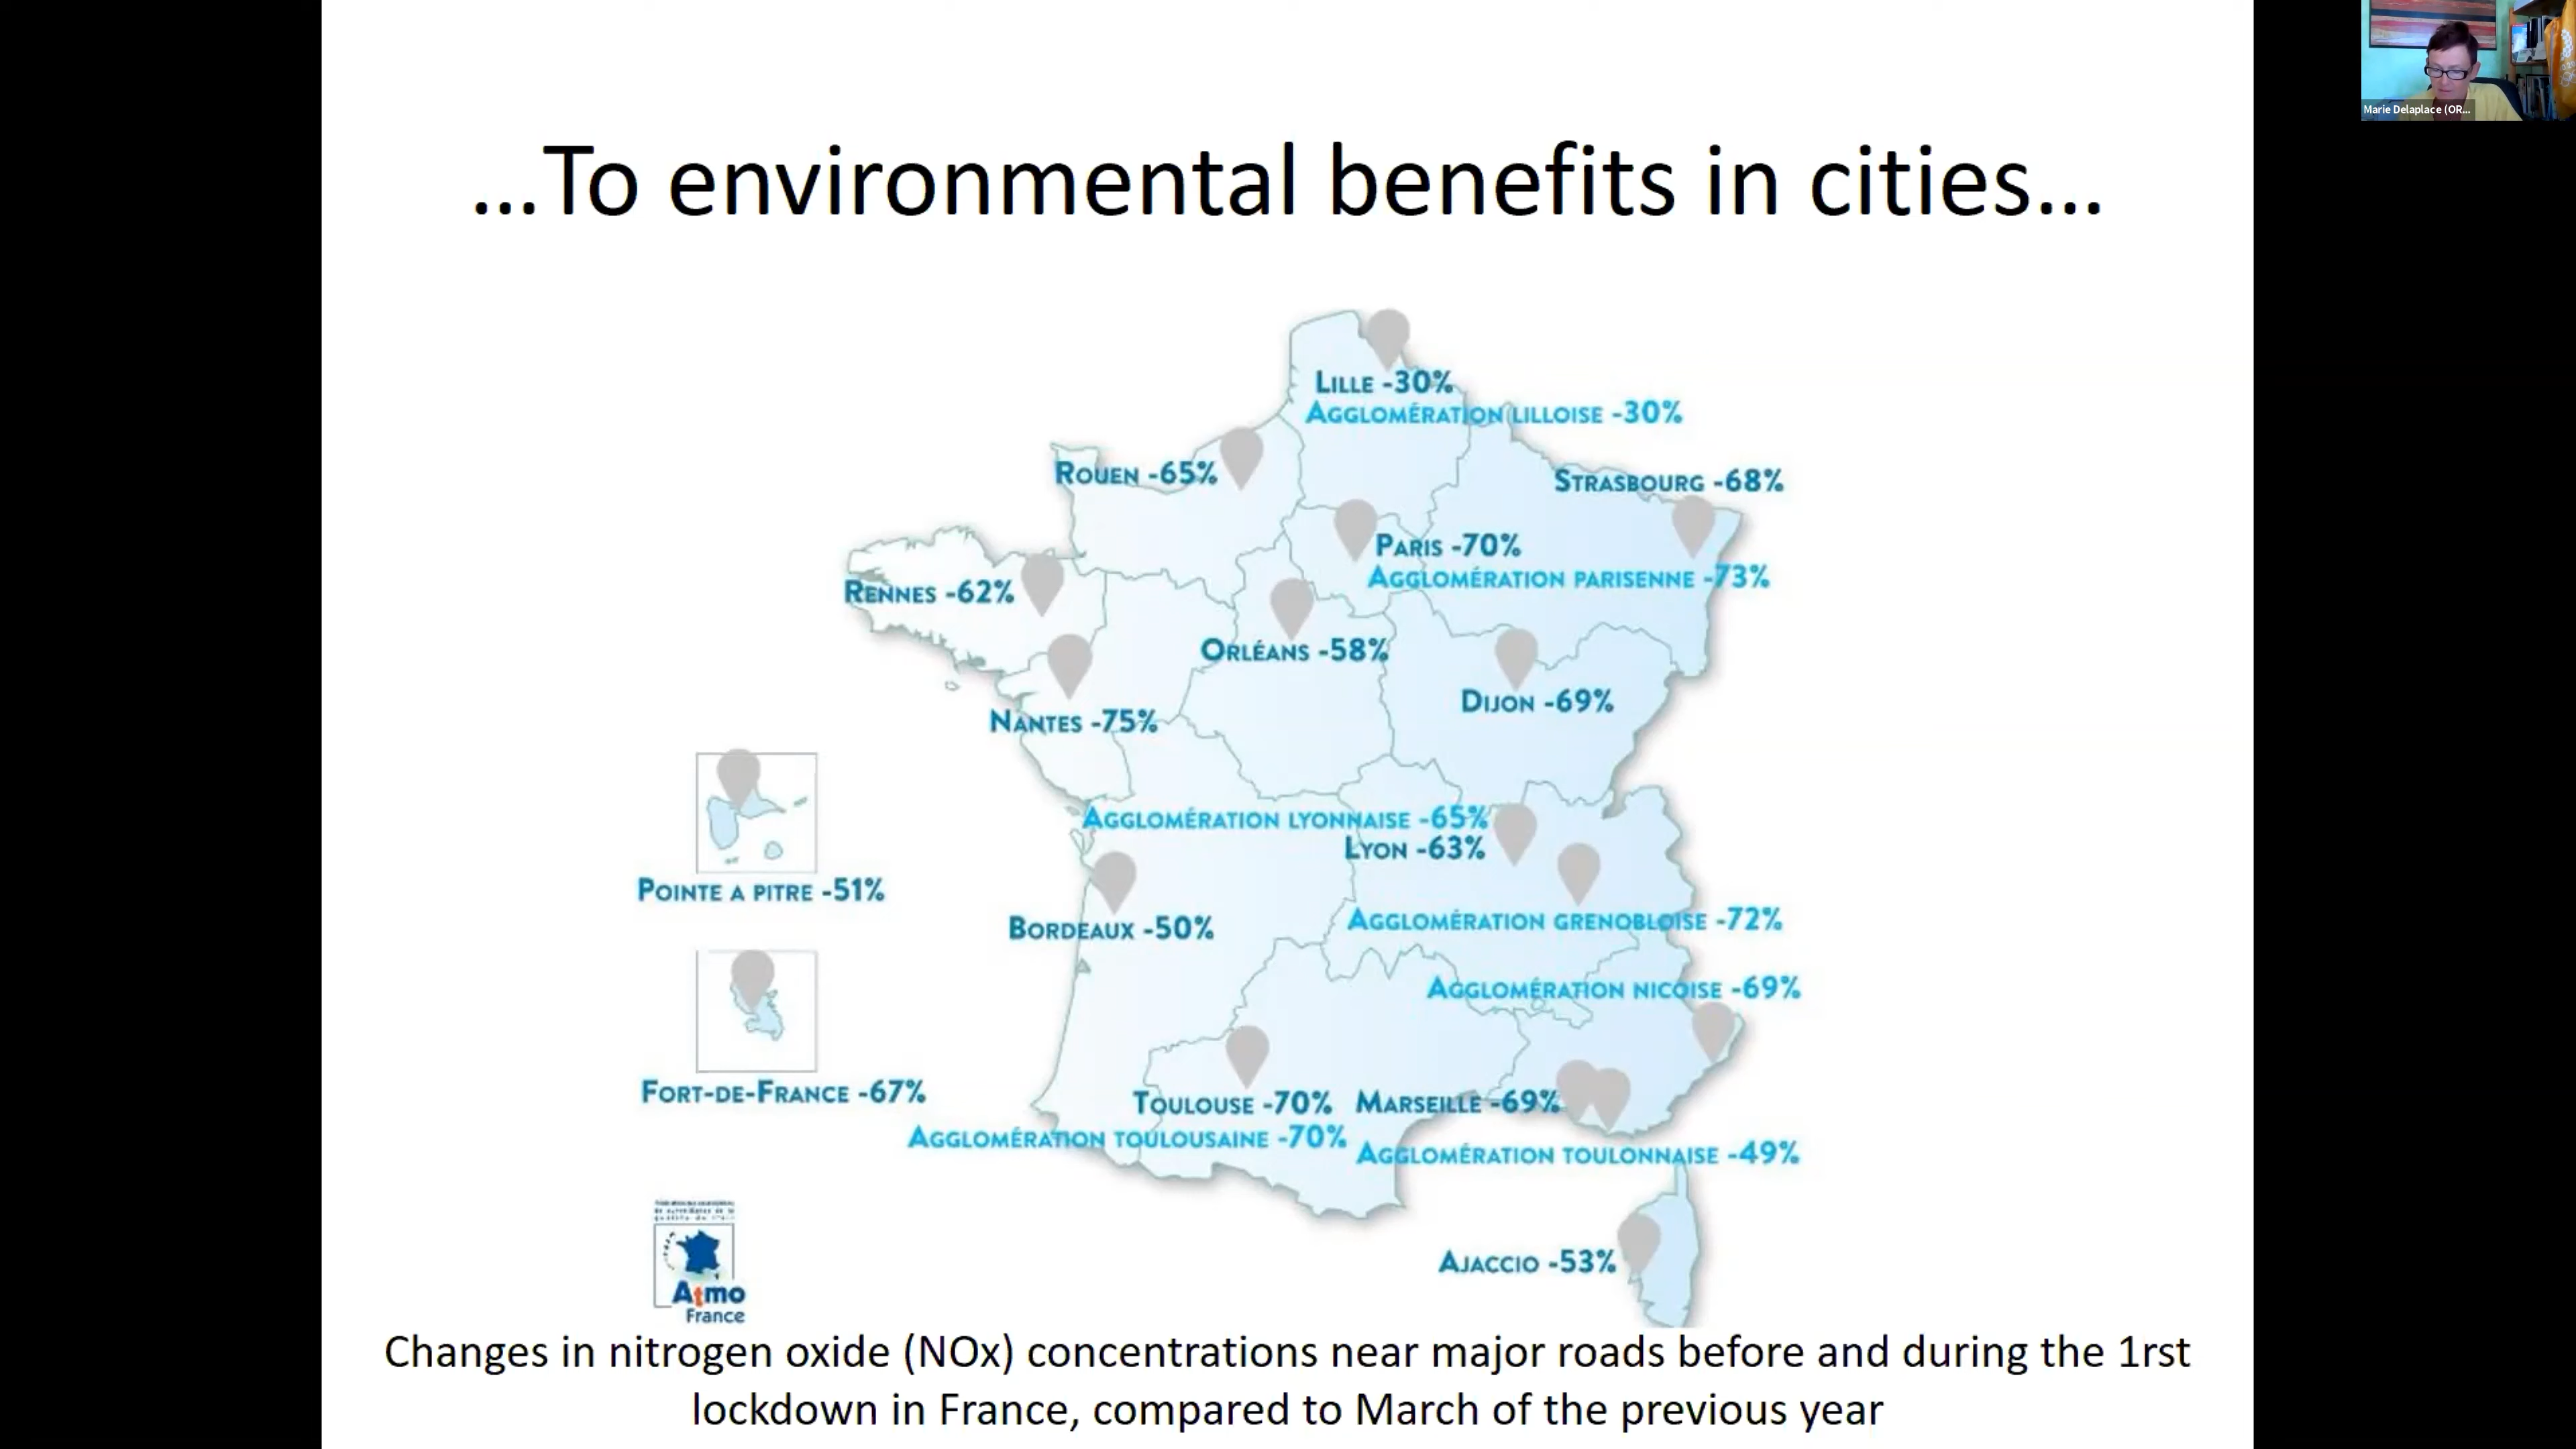 Marie Delaplace (OR...
...To environmental benefits in cities...
LILLE -30%
AGGLOMÉRATION LILLOISE -30%
ROUEN -65%
STRASBOURG -68%
PARIS -70%
AGGLOMÉRATION PARISENNE -73%
RENNES -62%
ORLÉANS -58%
DIJON -69%
NANTES -75%
AGGLOMÉRATION LYONNAISE -65%
LYON -63%
POINTE A PITRE -51%
BORDEAUX -50%
AGGLOMÉRATION GRENOBLOISE -72%
AGGLOMÉRATION NICOISE -69%
FORT-DE-FRANCE -67%
TOULOUSE -70%
MARSEILLE -69%
AGGLOMÉRATION TOULOUSAINE -70%
AGGLOMÉRATION TOULONNAISE -49%
AJACCIO -53%
Atmo
France
Changes in nitrogen oxide (NOx) concentrations near major roads before and during the 1rst
lockdown in France, compared to March of the previous year